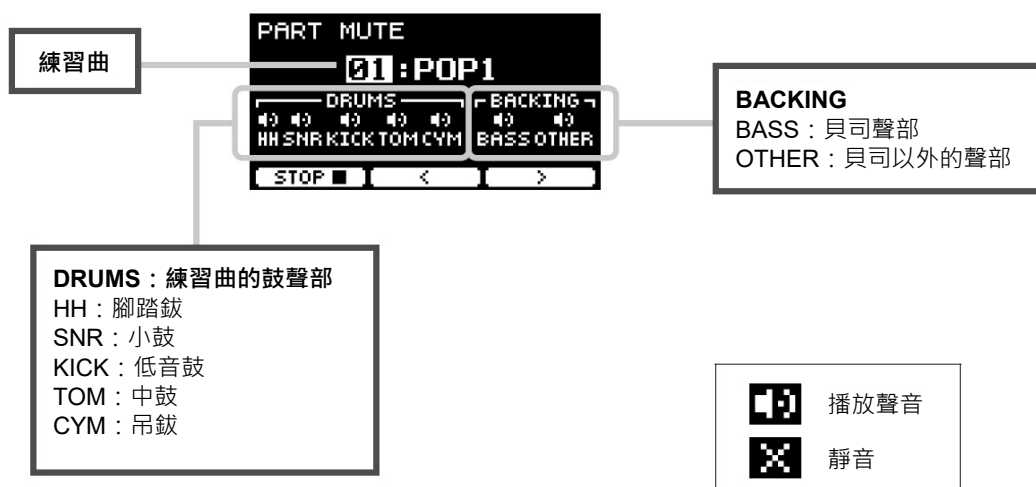 PART MUTE
練習曲
01:POP1
DRUMS
BACKING
HH SNR KICK TOM CYM
BASS OTHER
STOP ■ < >
BACKING
BASS：貝司聲部
OTHER：貝司以外的聲部
DRUMS：練習曲的鼓聲部
HH：腳踏鈸
SNR：小鼓
KICK：低音鼓
TOM：中鼓
CYM：吊鈸
播放聲音
靜音